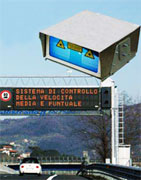 SISTEMA DI CONTROLLO
DELLA VELOCITA
MEDIA E PUNTUALE